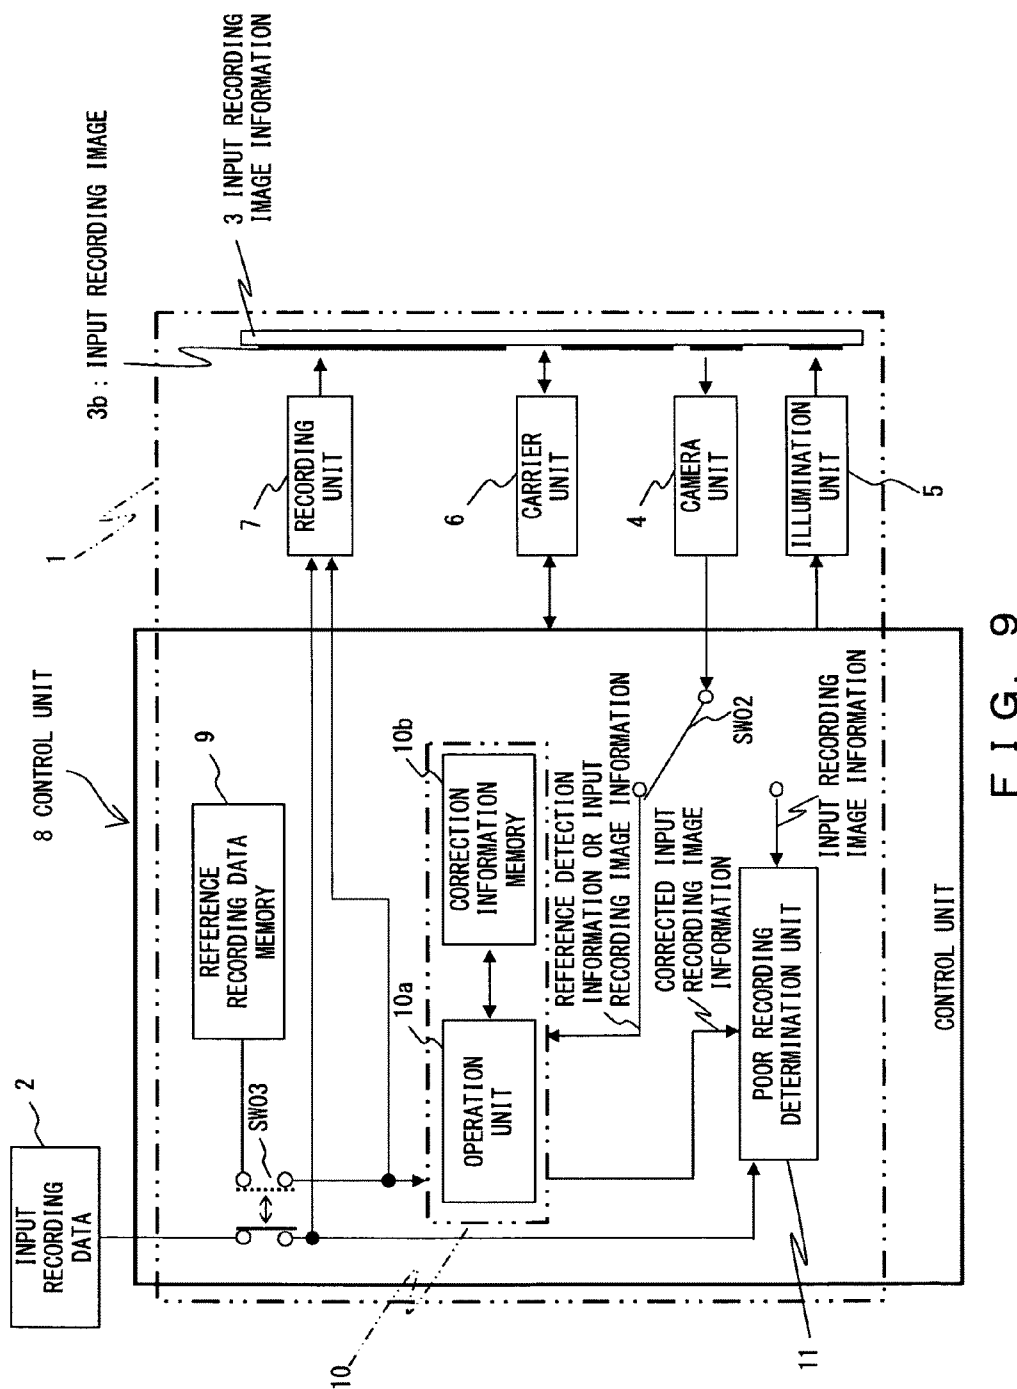 3b : INPUT RECORDING IMAGE
3 INPUT RECORDING
IMAGE INFORMATION
1
8 CONTROL UNIT
2
INPUT
RECORDING
DATA
SW03
9
REFERENCE
RECORDING DATA
MEMORY
7
RECORDING
UNIT
6
CARRIER
UNIT
4
CAMERA
UNIT
ILLUMINATION
UNIT
5
10
10a
OPERATION
UNIT
10b
CORRECTION
INFORMATION
MEMORY
REFERENCE DETECTION
INFORMATION OR INPUT
RECORDING IMAGE INFORMATION
CORRECTED INPUT
RECORDING IMAGE
INFORMATION
SW02
POOR RECORDING
DETERMINATION UNIT
11
INPUT RECORDING
IMAGE INFORMATION
CONTROL UNIT
FIG. 9